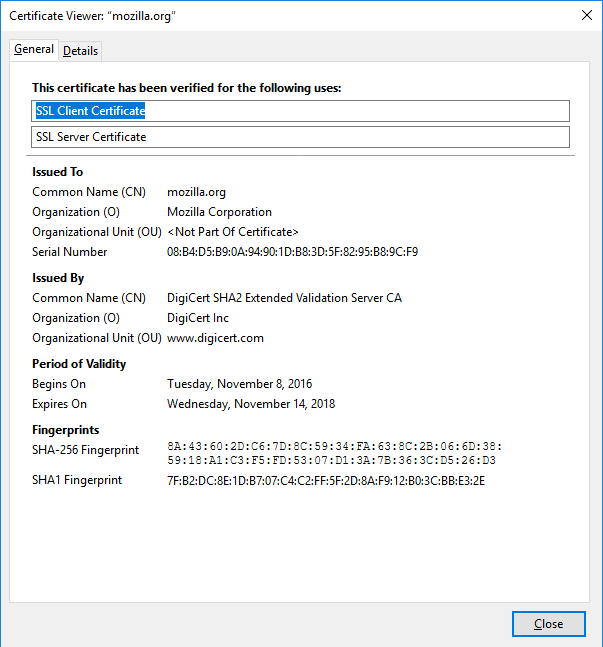 Certificate Viewer: “mozilla.org”
General Details
This certificate has been verified for the following uses:
SSL Client Certificate
SSL Server Certificate
Issued To
Common Name (CN) mozilla.org
Organization (O) Mozilla Corporation
Organizational Unit (OU) <Not Part Of Certificate>
Serial Number 08:B4:D5:B9:0A:94:90:1D:B8:3D:5F:82:95:B8:9C:F9
Issued By
Common Name (CN) DigiCert SHA2 Extended Validation Server CA
Organization (O) DigiCert Inc
Organizational Unit (OU) www.digicert.com
Period of Validity
Begins On Tuesday, November 8, 2016
Expires On Wednesday, November 14, 2018
Fingerprints
SHA-256 Fingerprint 8A:43:60:2D:C6:7D:8C:59:34:FA:63:8C:2B:06:6D:38:
59:18:A1:C3:F5:FD:53:07:D1:3A:7B:36:3C:D5:26:D3
SHA1 Fingerprint 7F:B2:DC:8E:1D:B7:07:C4:C2:FF:5F:2D:8A:F9:12:B0:3C:BB:E3:2E
Close